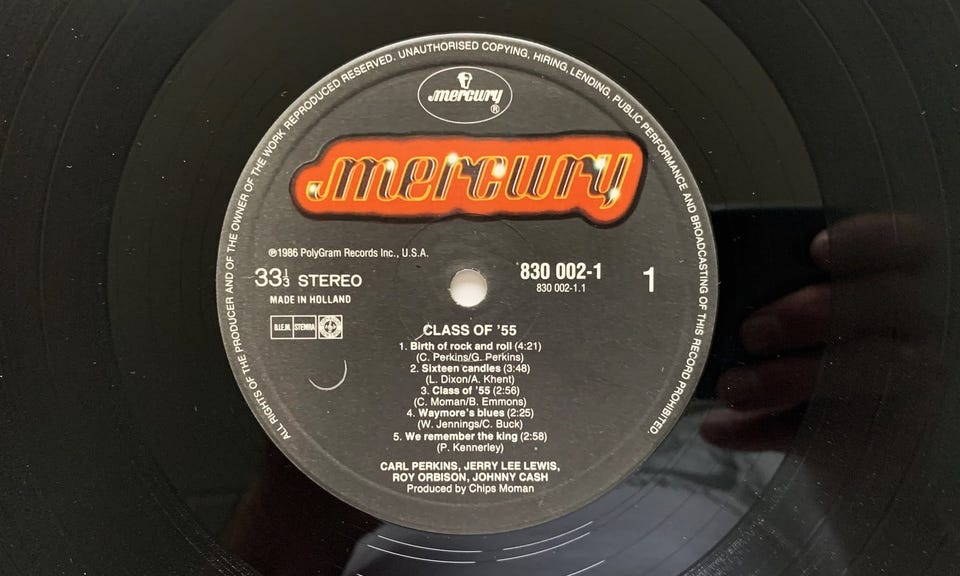 ALL RIGHTS OF THE PRODUCER AND OF THE OWNER OF THE WORK REPRODUCED RESERVED. UNAUTHORISED COPYING, HIRING, LENDING, PUBLIC PERFORMANCE AND BROADCASTING OF THIS RECORD PROHIBITED.
mercury
®
mercury
℗1986 PolyGram Records Inc., U.S.A.
33⅓ STEREO
MADE IN HOLLAND
B.I.E.M. STEMRA
830 002-1
830 002-1.1
1
CLASS OF '55
1. Birth of rock and roll (4:21)
(C. Perkins/G. Perkins)
2. Sixteen candles (3:48)
(L. Dixon/A. Khent)
3. Class of '55 (2:56)
(C. Moman/B. Emmons)
4. Waymore's blues (2:25)
(W. Jennings/C. Buck)
5. We remember the king (2:58)
(P. Kennerley)
CARL PERKINS, JERRY LEE LEWIS,
ROY ORBISON, JOHNNY CASH
Produced by Chips Moman